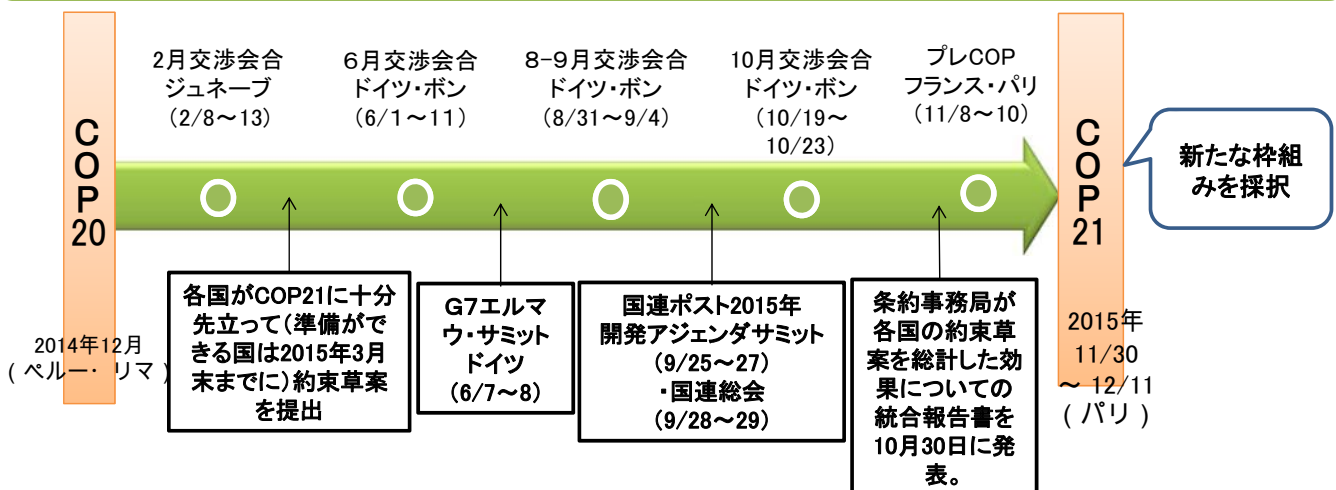 COP20
2014年12月
(ペルー・リマ)
2月交渉会合
ジュネーブ
(2/8~13)
6月交渉会合
ドイツ・ボン
(6/1~11)
8-9月交渉会合
ドイツ・ボン
(8/31~9/4)
10月交渉会合
ドイツ・ボン
(10/19~
10/23)
プレCOP
フランス・パリ
(11/8~10)
各国がCOP21に十分
先立って(準備がで
きる国は2015年3月
末までに)約束草案
を提出
G7エルマ
ウ・サミット
ドイツ
(6/7~8)
国連ポスト2015年
開発アジェンダサミット
(9/25~27)
・国連総会
(9/28~29)
条約事務局が
各国の約束草
案を総計した効
果についての
統合報告書を
10月30日に発
表。
COP21
2015年
11/30
~ 12/11
(パリ)
新たな枠組
みを採択